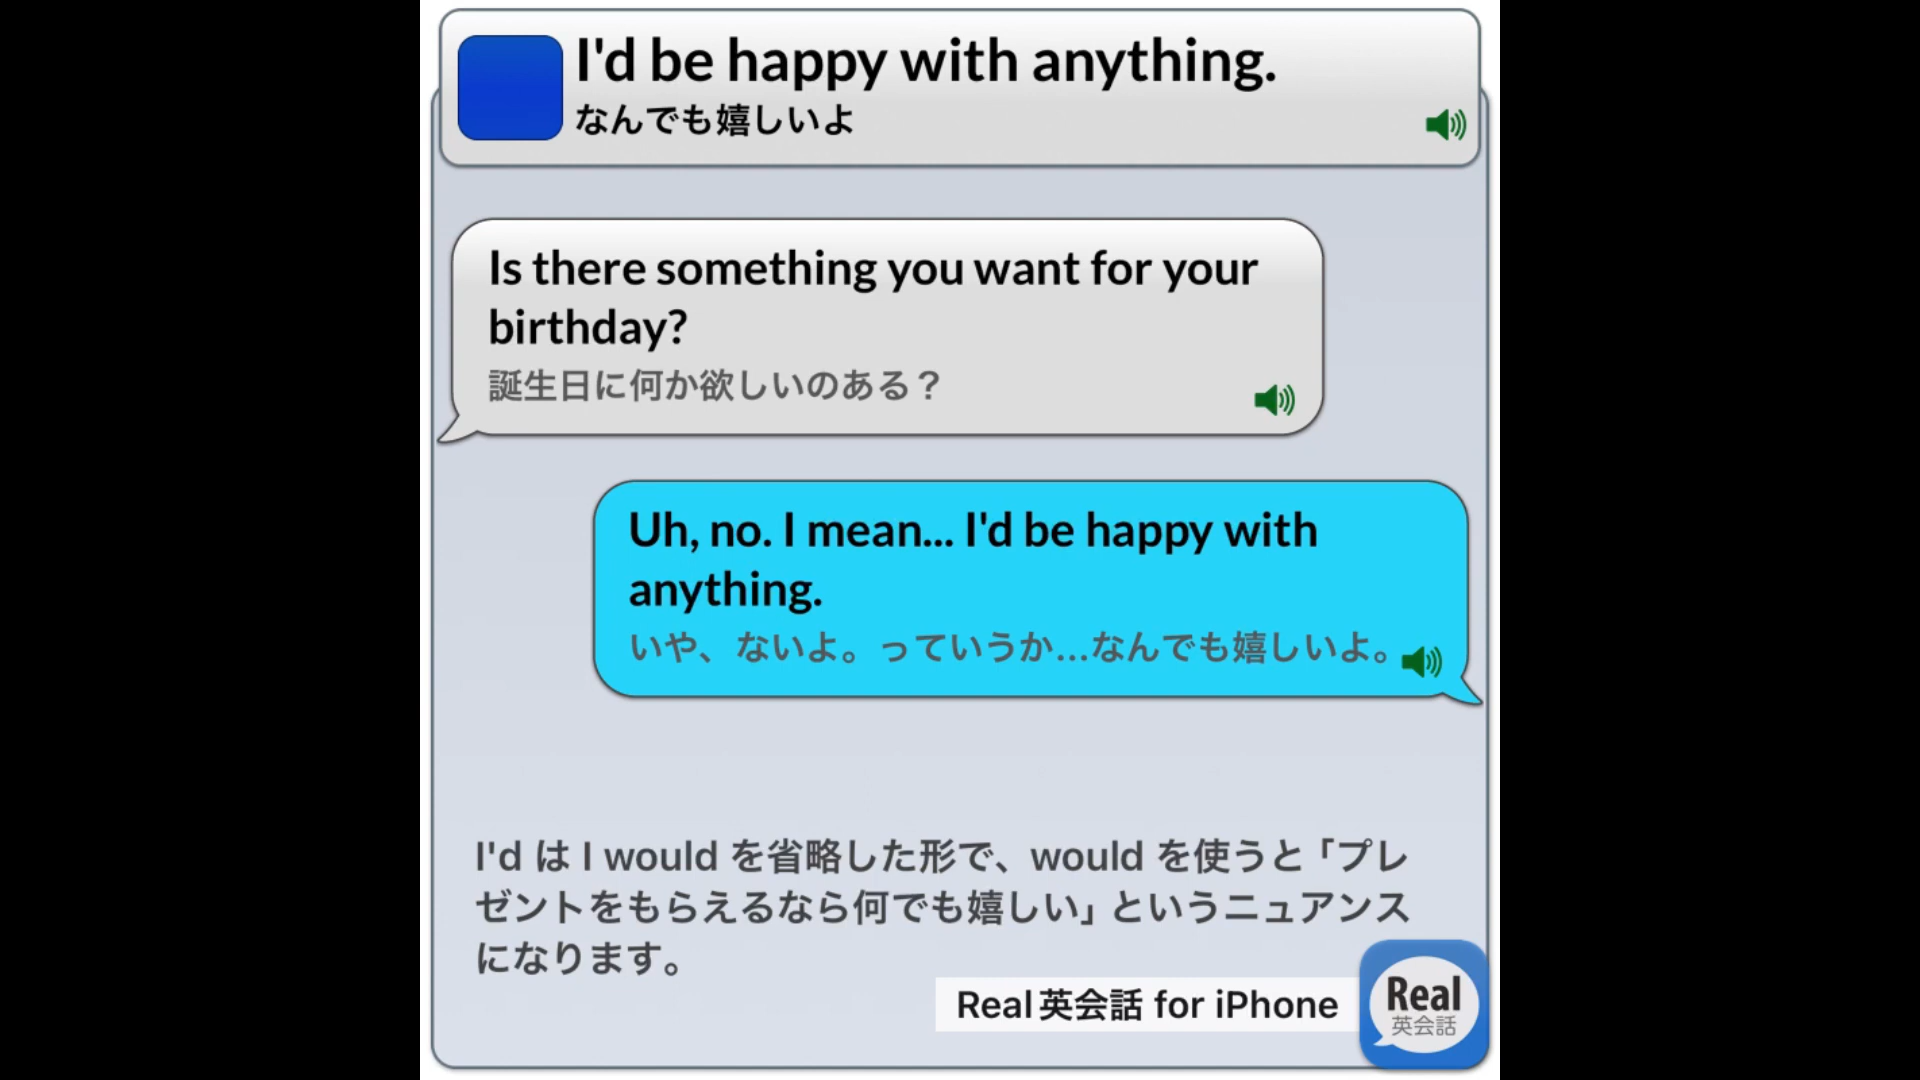 I'd be happy with anything.
なんでも嬉しいよ
Is there something you want for your
birthday?
誕生日に何か欲しいのある？
Uh, no. I mean... I'd be happy with
anything.
いや、ないよ。っていうか...なんでも嬉しいよ。
I'd は I would を省略した形で、would を使うと「プレ
ゼントをもらえるなら何でも嬉しい」というニュアンス
になります。
Real英会話 for iPhone
Real
英会話